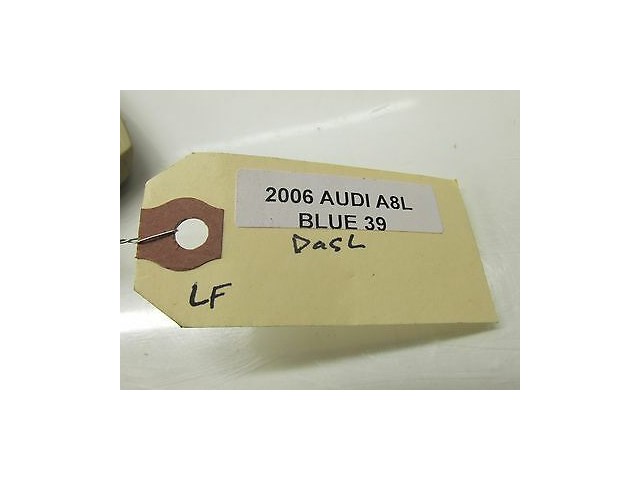 2006 AUDI A8L
BLUE 39
Dash
LF